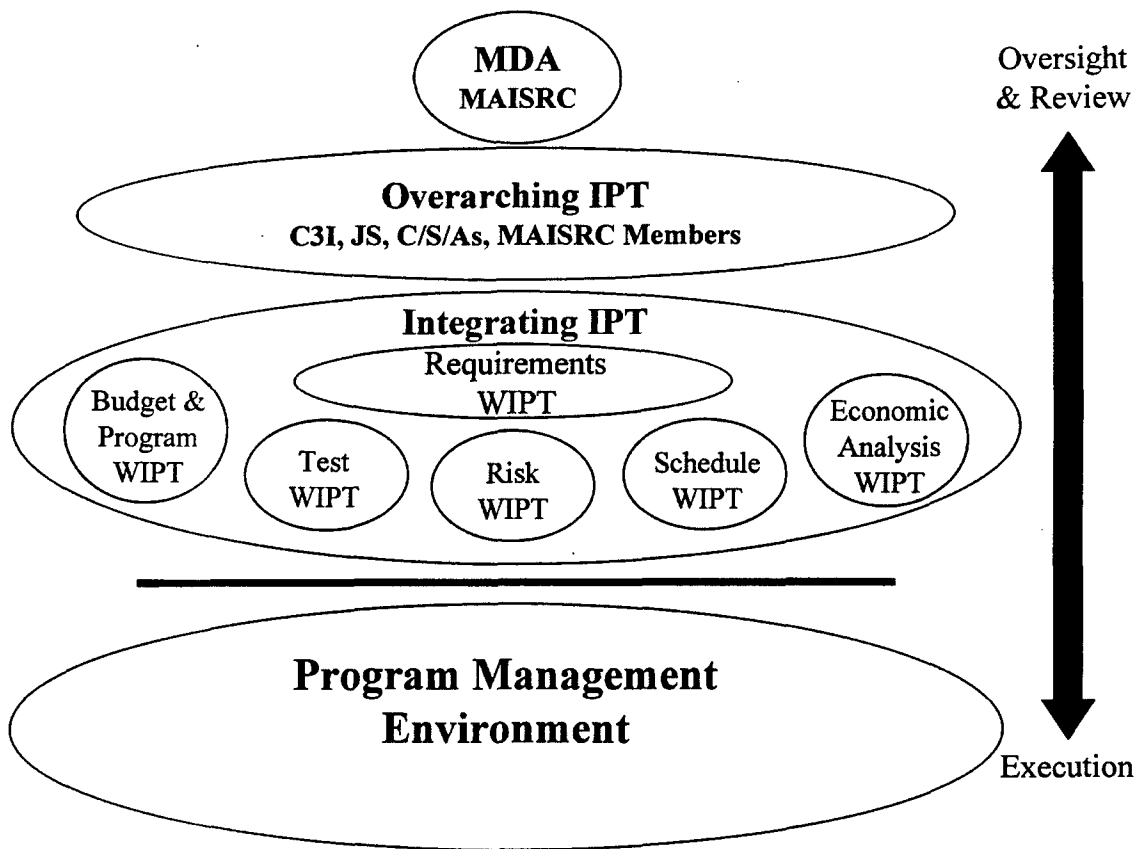 MDA
MAISRC
Oversight
& Review
Overarching IPT
C3I, JS, C/S/As, MAISRC Members
Integrating IPT
Requirements
WIPT
Budget &
Program
WIPT
Test
WIPT
Risk
WIPT
Schedule
WIPT
Economic
Analysis
WIPT
Program Management
Environment
Execution